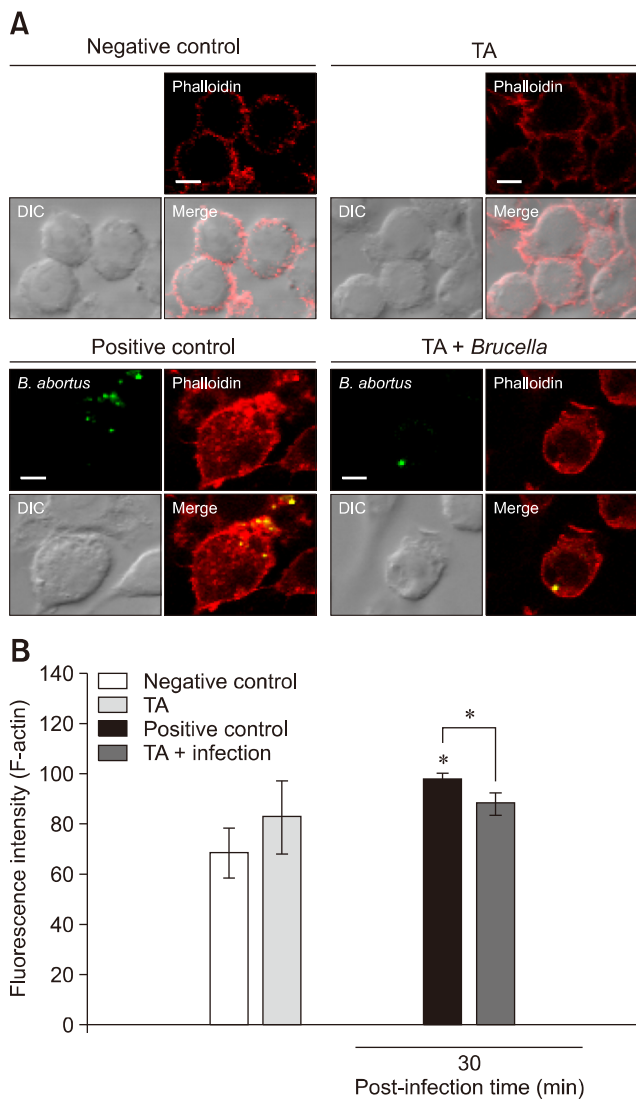 A
Negative control
TA
Phalloidin
Phalloidin
DIC
Merge
DIC
Merge
Positive control
TA + Brucella
B. abortus
Phalloidin
B. abortus
Phalloidin
DIC
Merge
DIC
Merge
B
Fluorescence intensity (F-actin)
140
120
100
80
60
40
20
0
Negative control
TA
Positive control
TA + infection
*
*
30
Post-infection time (min)